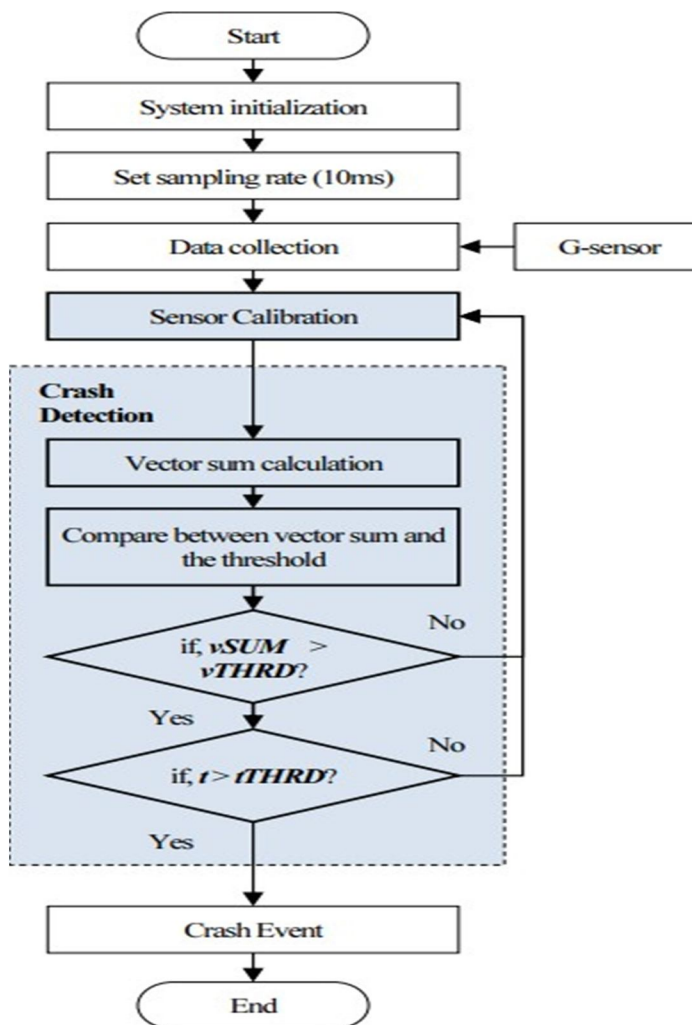 Start
System initialization
Set sampling rate (10ms)
Data collection
G-sensor
Sensor Calibration
Crash
Detection
Vector sum calculation
Compare between vector sum and
the threshold
if, vSUM >
vTHRD?
No
Yes
if, t > tTHRD?
No
Yes
Crash Event
End